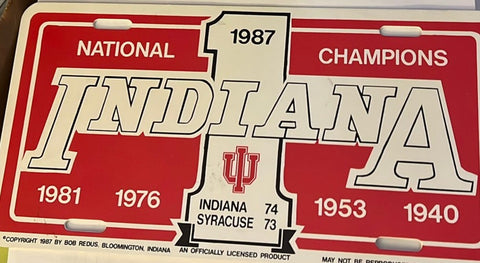 1987
NATIONAL CHAMPIONS
INDIANA
1981 1976 1953 1940
INDIANA 74
SYRACUSE 73
©COPYRIGHT 1987 BY BOB REDUS, BLOOMINGTON, INDIANA AN OFFICIALLY LICENSED PRODUCT MAY NOT BE